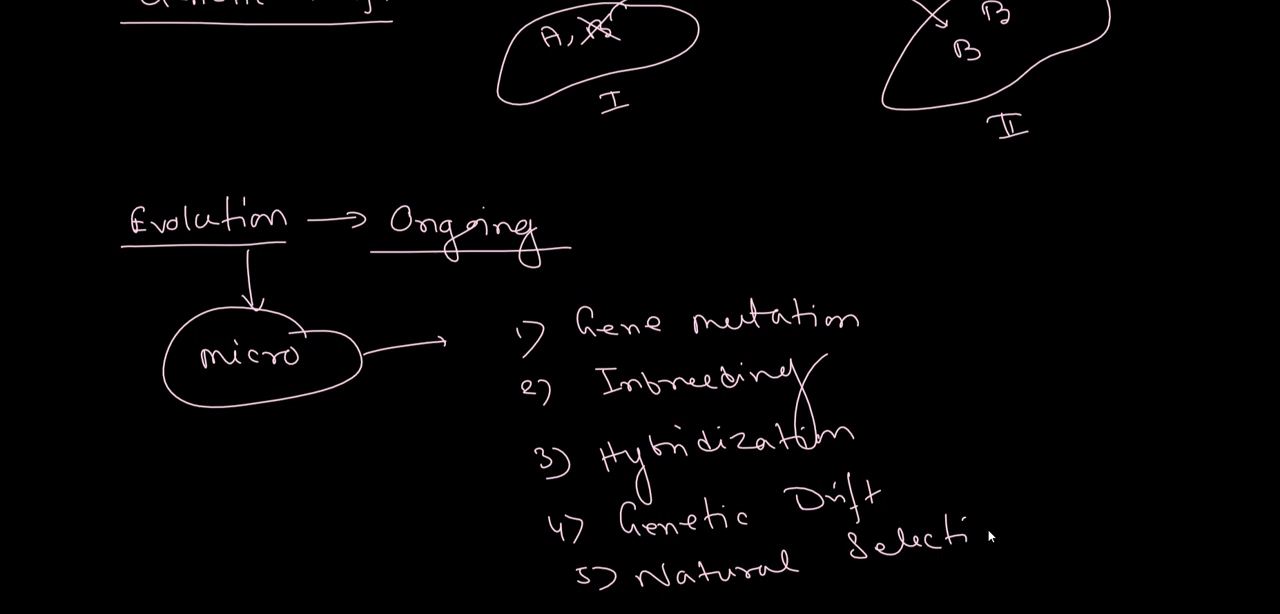 A,
B
B
I
II
Evolution → Ongoing
micro
1) Gene mutation
2) Inbreeding
3) Hybridization
4) Genetic Drift
5) Natural Selecti